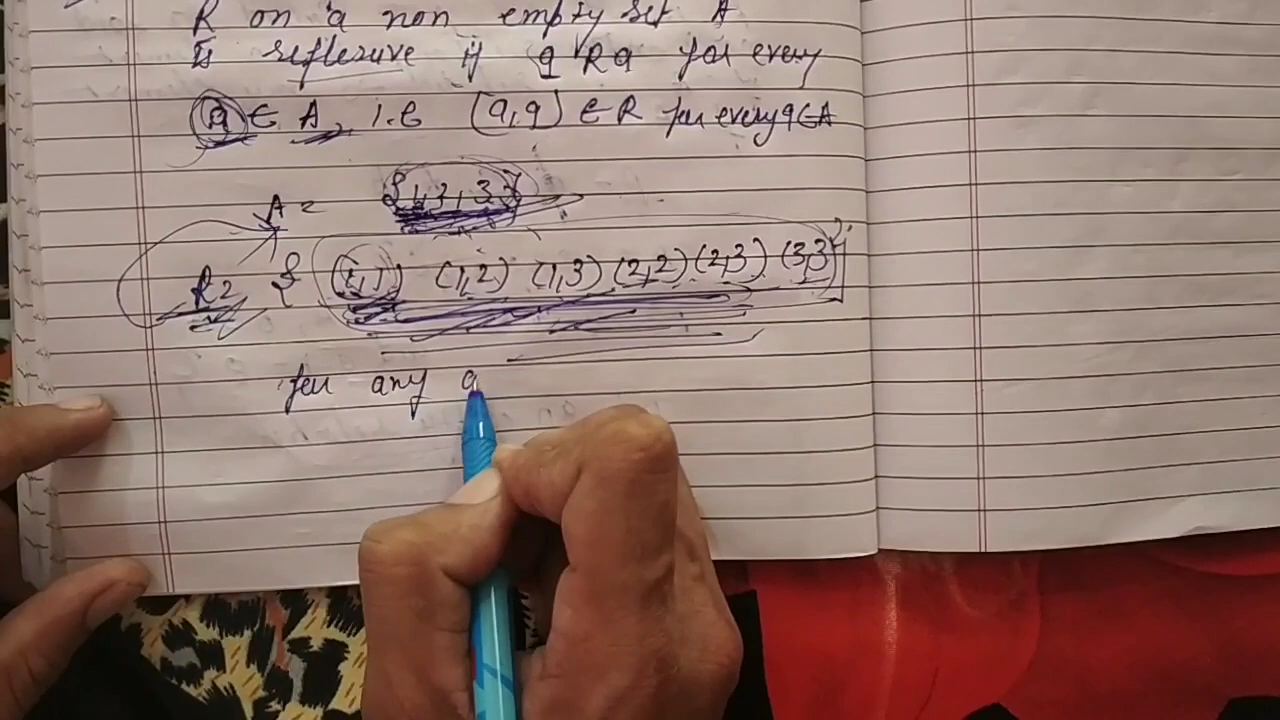 R on a non empty set A
is reflexive if a R a for every
a ∈ A, i.e (a,a) ∈ R for every a ∈ A
A = {1,2,3}
R = { (1,1) (1,2) (1,3) (2,2) (2,3) (3,3) }
for any a